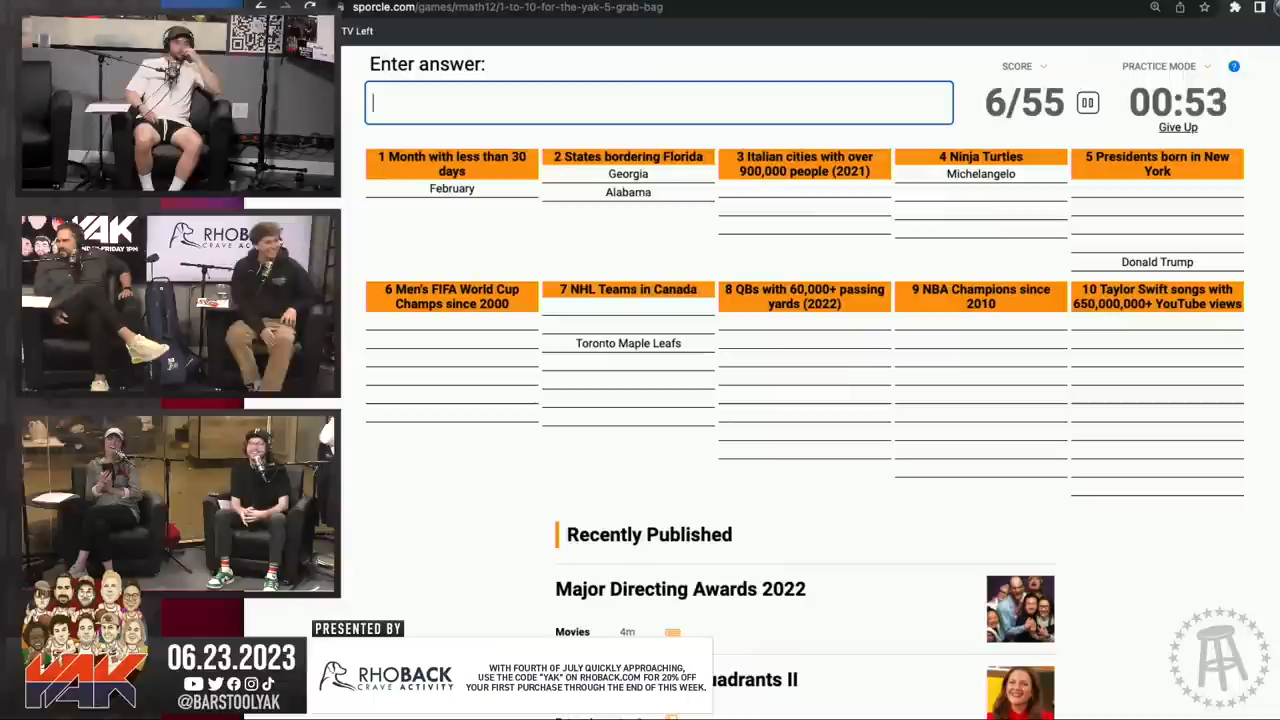 sporcle.com/games/rmath12/1-to-10-for-the-yak-5-grab-bag
TV Left
Enter answer:
SCORE
6/55
PRACTICE MODE
?
00:53
Give Up
1 Month with less than 30
days
February
2 States bordering Florida
Georgia
Alabama
3 Italian cities with over
900,000 people (2021)
4 Ninja Turtles
Michelangelo
5 Presidents born in New
York
Donald Trump
6 Men's FIFA World Cup
Champs since 2000
7 NHL Teams in Canada
Toronto Maple Leafs
8 QBs with 60,000+ passing
yards (2022)
9 NBA Champions since
2010
10 Taylor Swift songs with
650,000,000+ YouTube views
Recently Published
Major Directing Awards 2022
Movies 4m
uadrants II
YAK
RHOBACK
CRAVE
YAK
06.23.2023
@BARSTOOLYAK
PRESENTED BY
RHOBACK
CRAVE ACTIVITY
WITH FOURTH OF JULY QUICKLY APPROACHING,
USE THE CODE "YAK" ON RHOBACK.COM FOR 20% OFF
YOUR FIRST PURCHASE THROUGH THE END OF THIS WEEK.